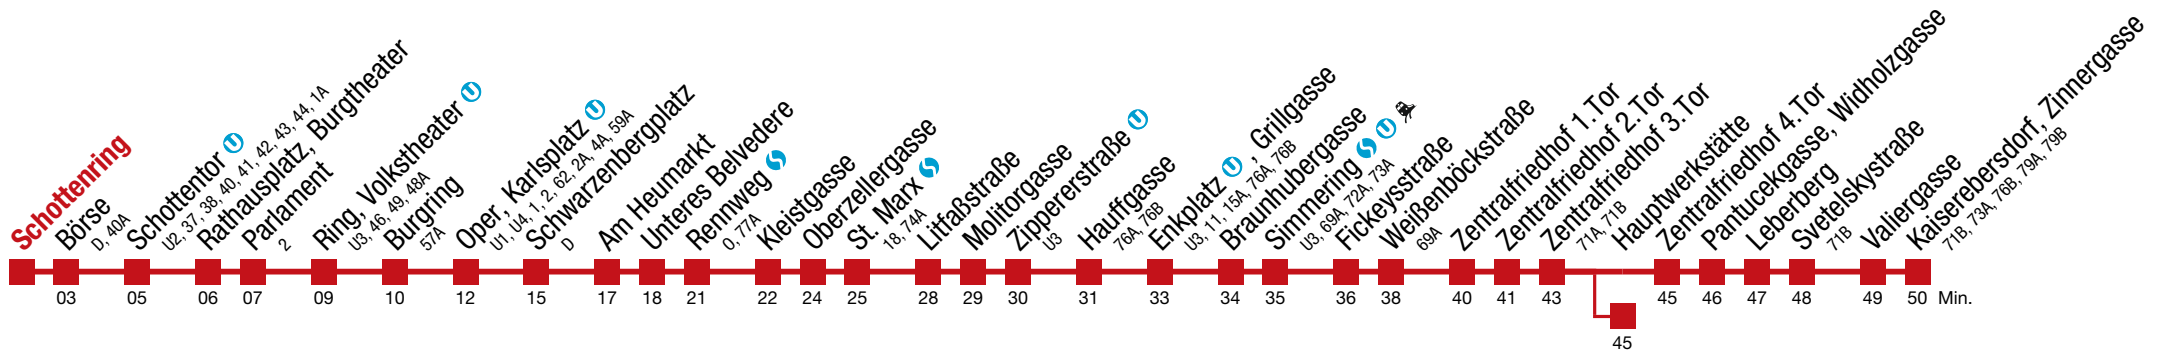 Schottenring
Börse
D, 40A
Schottentor U
U2, 37, 38, 40, 41, 42, 43, 44, 1A
Rathausplatz, Burgtheater
Parlament
2
Ring, Volkstheater U
U3, 46, 49, 48A
Burgring
57A
Oper, Karlsplatz U
U1, U4, 1, 2, 62, 2A, 4A, 59A
Schwarzenbergplatz
D
Am Heumarkt
Unteres Belvedere
Rennweg S
O, 77A
Kleistgasse
Oberzellergasse
St. Marx S
18, 74A
Litfaßstraße
Molitorgasse
Zippererstraße U
U3
Hauffgasse
76A, 76B
Enkplatz U, Grillgasse
U3, 11, 15A, 76A, 76B
Braunhubergasse
Simmering S U
U3, 69A, 72A, 73A
Fickeysstraße
Weißenböckstraße
69A
Zentralfriedhof 1.Tor
Zentralfriedhof 2.Tor
Zentralfriedhof 3.Tor
71A, 71B
Hauptwerkstätte
Zentralfriedhof 4.Tor
Pantucekgasse, Widholzgasse
Leberberg
Svetelskystraße
71B
Valiergasse
Kaiserebersdorf, Zinnergasse
71B, 73A, 76B, 79A, 79B
03 05 06 07 09 10 12 15 17 18 21 22 24 25 28 29 30 31 33 34 35 36 38 40 41 43 45 46 47 48 49 50 Min.
45